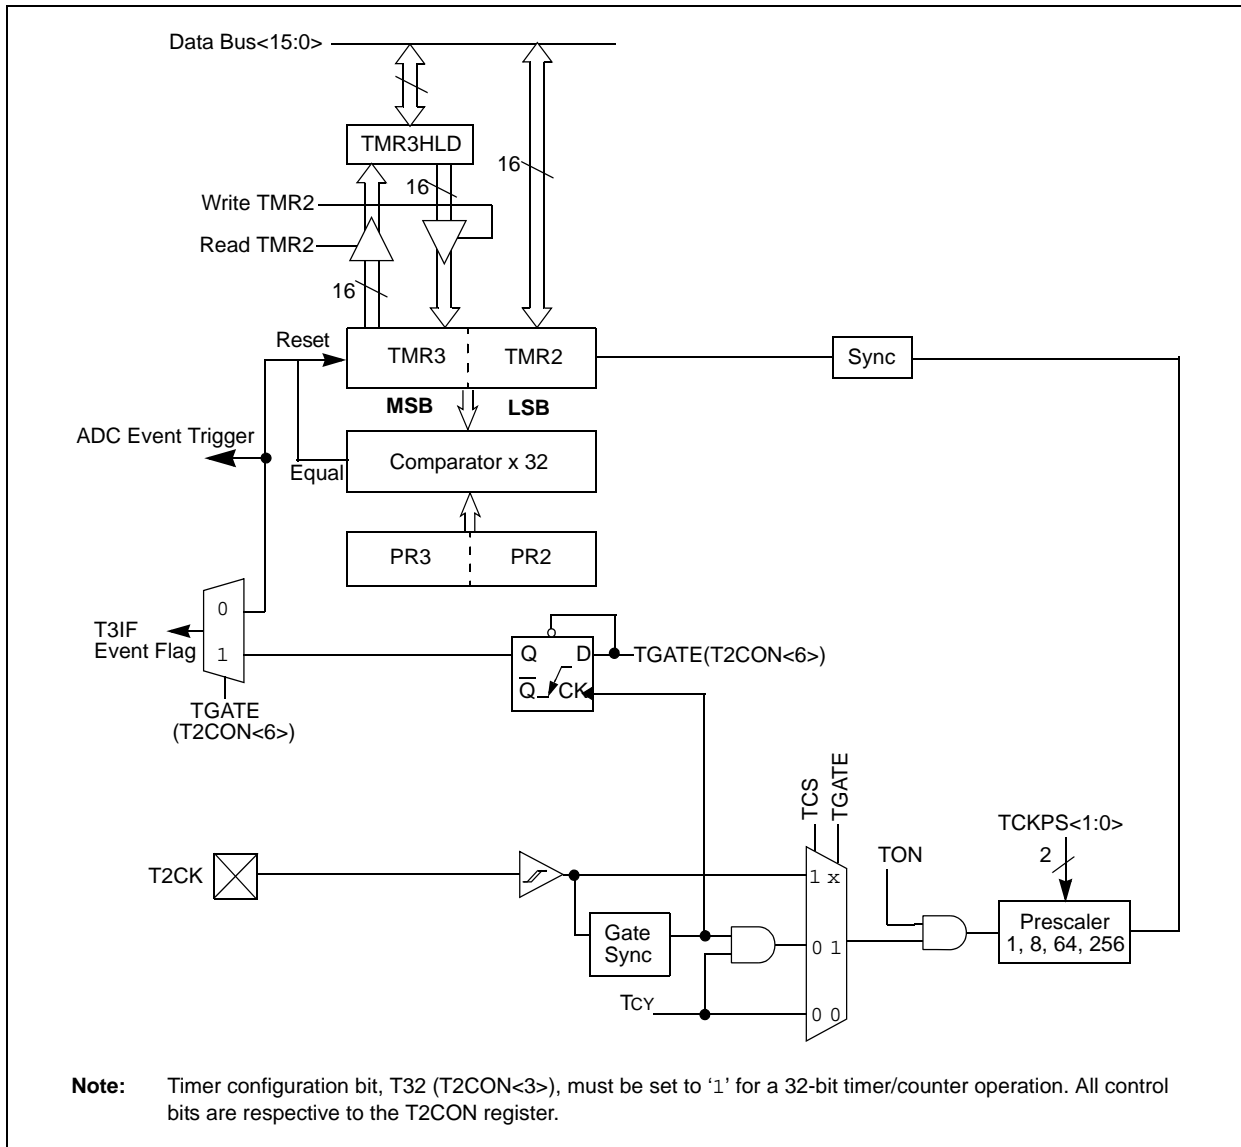 Data Bus<15:0>
TMR3HLD
16
16
Write TMR2
Read TMR2
16
Reset
TMR3
TMR2
Sync
MSB
LSB
ADC Event Trigger
Equal
Comparator x 32
PR3
PR2
0
T3IF
Event Flag
1
Q
D
TGATE(T2CON<6>)
Q
CK
TGATE
(T2CON<6>)
TCS
TGATE
TCKPS<1:0>
2
TON
T2CK
1 x
Gate
Sync
0 1
Prescaler
1, 8, 64, 256
TCY
0 0
Note: Timer configuration bit, T32 (T2CON<3>), must be set to ‘1’ for a 32-bit timer/counter operation. All control
bits are respective to the T2CON register.